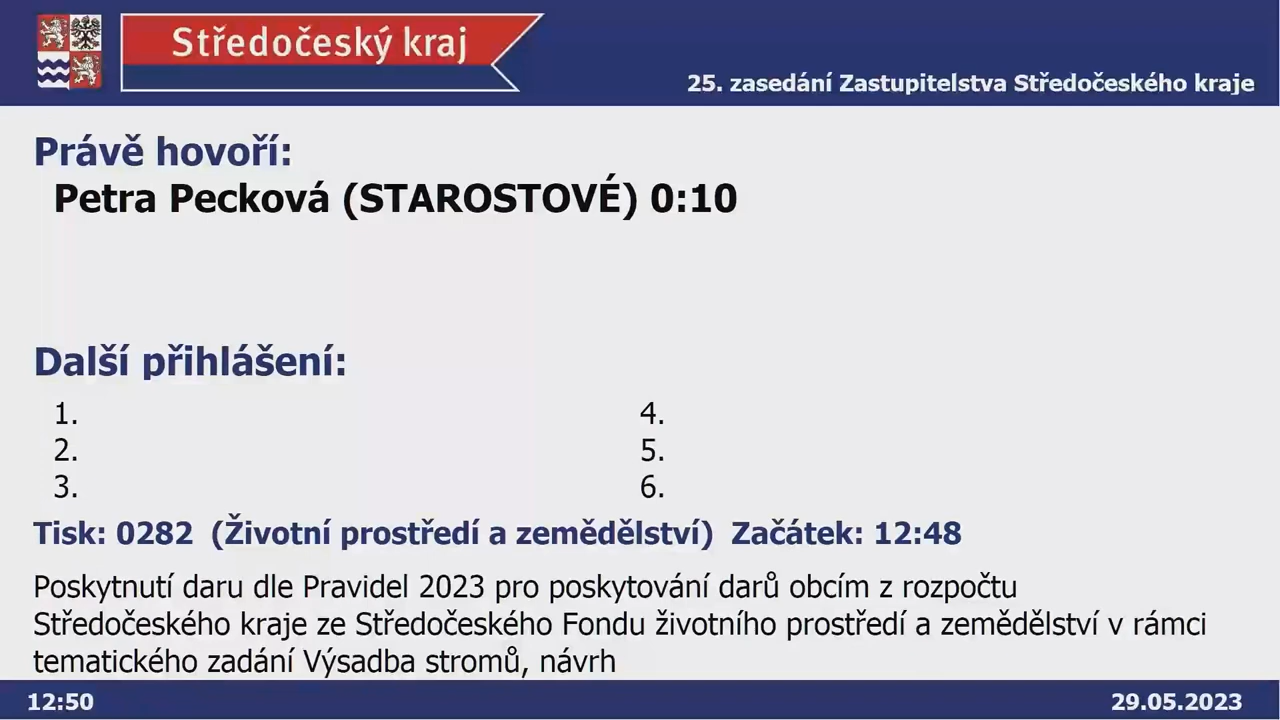 Středočeský kraj
25. zasedání Zastupitelstva Středočeského kraje
Právě hovoří:
Petra Pecková (STAROSTOVÉ) 0:10
Další přihlášení:
1.
2.
3.
4.
5.
6.
Tisk: 0282 (Životní prostředí a zemědělství) Začátek: 12:48
Poskytnutí daru dle Pravidel 2023 pro poskytování darů obcím z rozpočtu
Středočeského kraje ze Středočeského Fondu životního prostředí a zemědělství v rámci
tematického zadání Výsadba stromů, návrh
12:50
29.05.2023